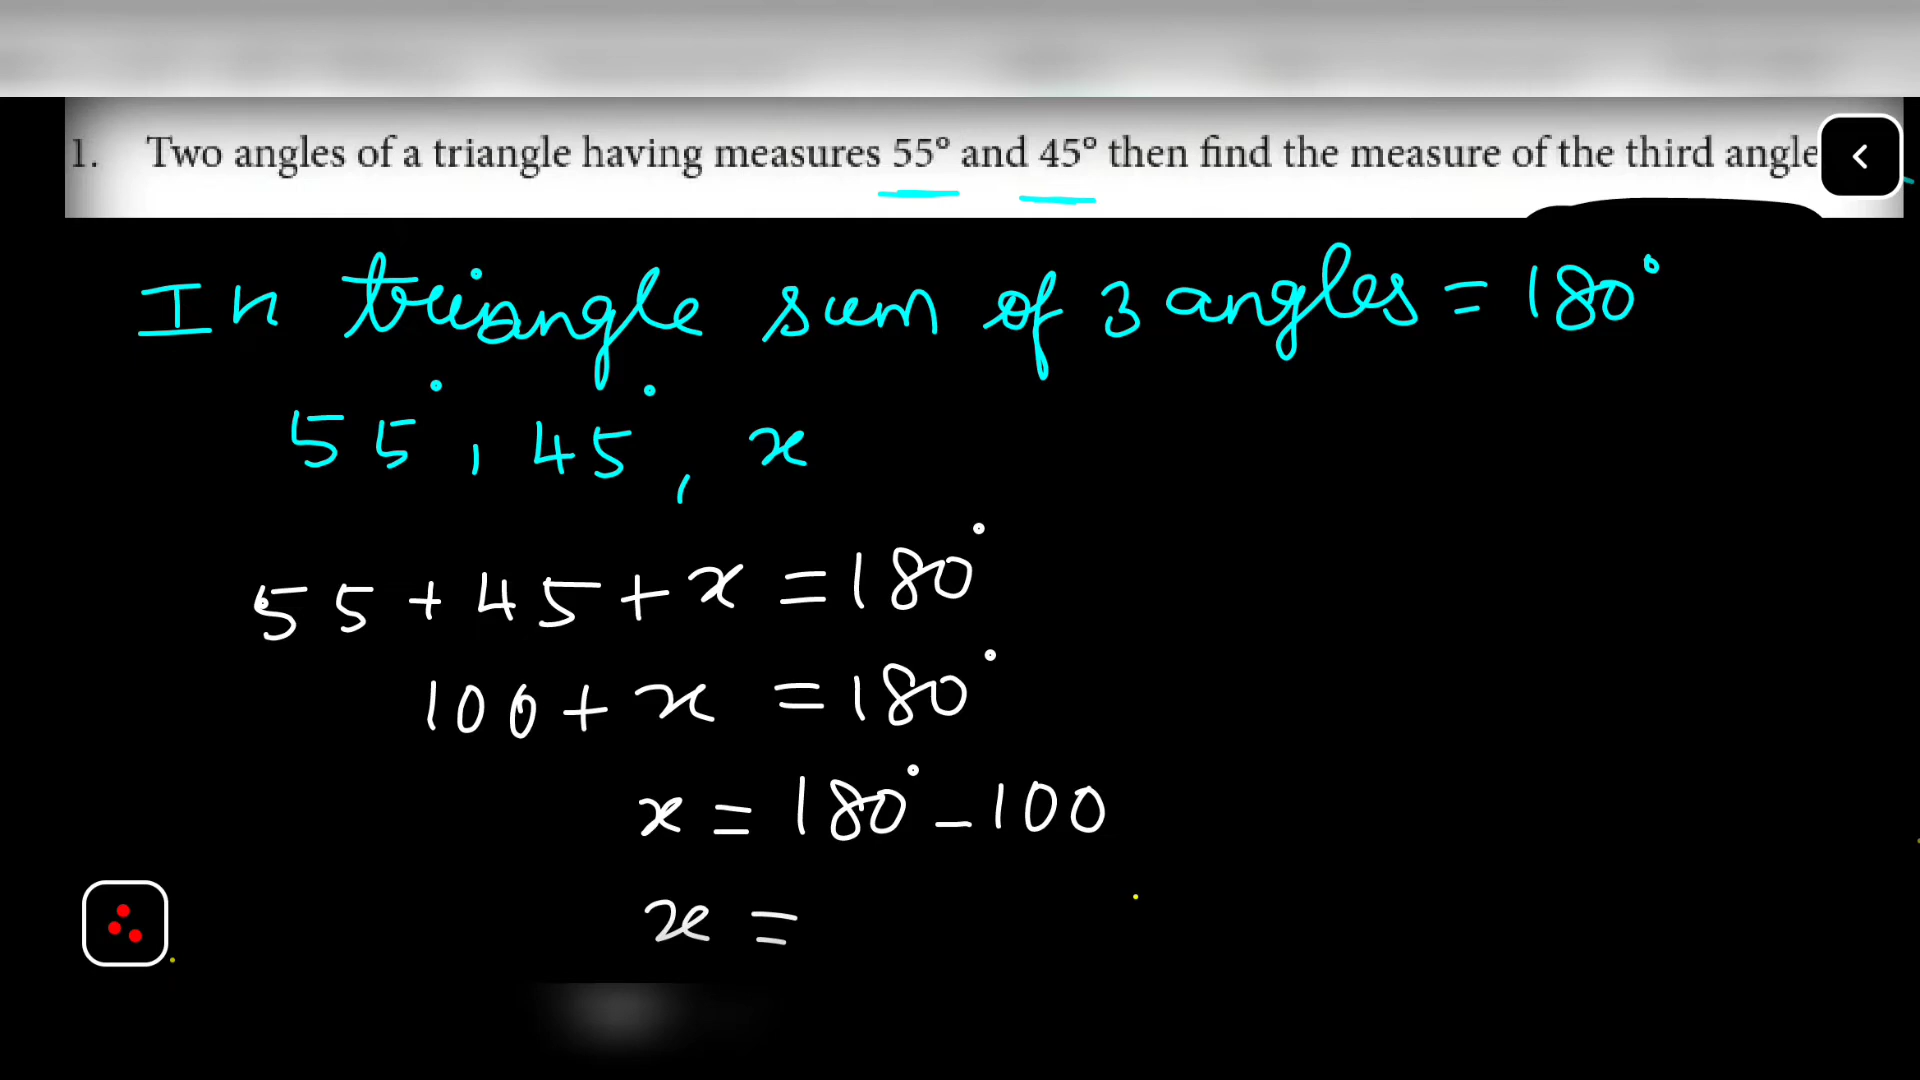 1. Two angles of a triangle having measures 55° and 45° then find the measure of the third angle
In triangle sum of 3 angles = 180°
55°, 45°, x
55 + 45 + x = 180°
100 + x = 180°
x = 180° - 100
x =